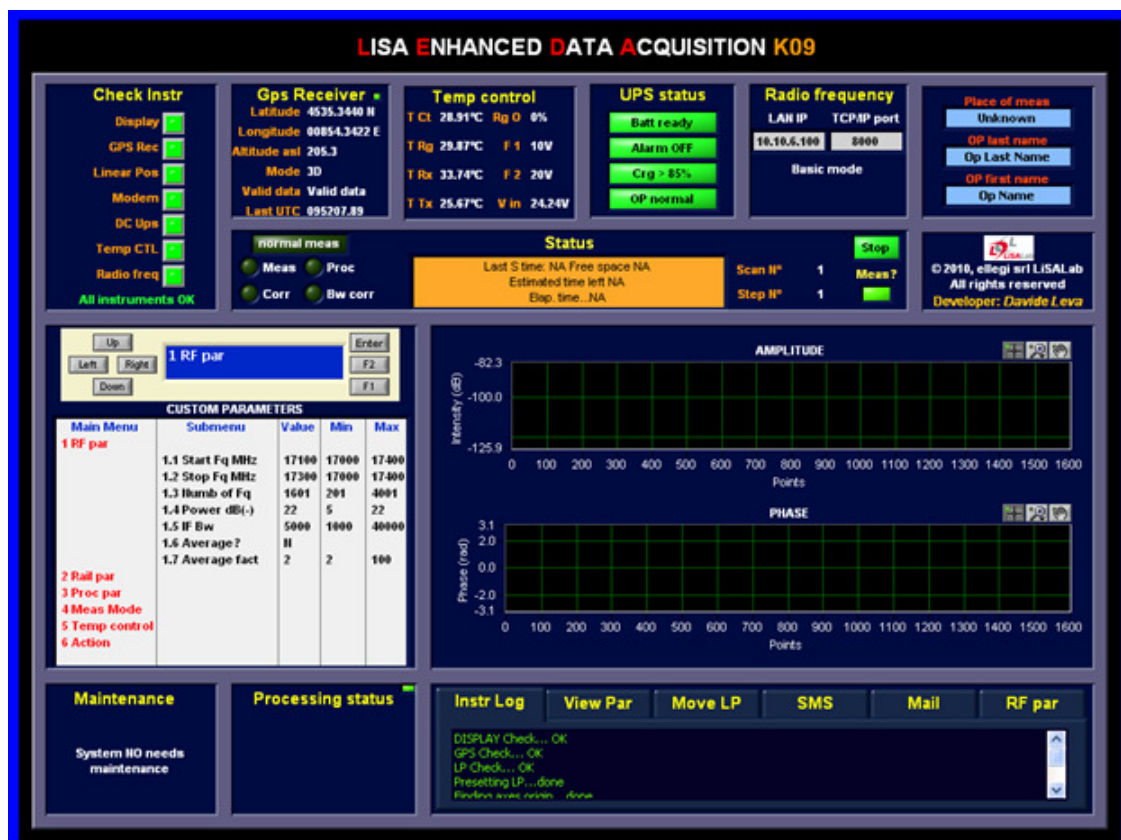 LISA ENHANCED DATA ACQUISITION K09
Check Instr
Display
GPS Rec
Linear Pos
Modem
DC Ups
Temp CTL
Radio freq
All instruments OK
Gps Receiver
Latitude 4535.3440 N
Longitude 00854.3422 E
Altitude asl 205.3
Mode 3D
Valid data Valid data
Last UTC 095207.89
Temp control
T Ct 28.91°C Rg O 0%
T Rg 29.87°C F 1 10V
T Rx 33.74°C F 2 20V
T Tx 25.67°C V in 24.24V
UPS status
Batt ready
Alarm OFF
Crg > 85%
OP normal
Radio frequency
LAN IP TCP/IP port
10.10.6.100 8000
Basic mode
Place of meas
Unknown
OP last name
Op Last Name
OP first name
Op Name
normal meas
Meas Proc
Corr Bw corr
Status
Last S time: NA Free space NA
Estimated time left NA
Elap. time...NA
Stop
Scan N° 1 Meas?
Step N° 1
LiSALab
© 2010, ellegi srl LiSALab
All rights reserved
Developer: Davide Leva
Up
Left Right
Down
1 RF par
Enter
F2
F1
CUSTOM PARAMETERS
Main Menu Submenu Value Min Max
1 RF par
1.1 Start Fq MHz 17100 17000 17400
1.2 Stop Fq MHz 17300 17000 17400
1.3 Numb of Fq 1601 201 4001
1.4 Power dB(-) 22 5 22
1.5 IF Bw 5000 1000 40000
1.6 Average? N
1.7 Average fact 2 2 100
2 Rail par
3 Proc par
4 Meas Mode
5 Temp control
6 Action
AMPLITUDE
Intensity (dB)
-82.3
-100.0
-125.9
0 100 200 300 400 500 600 700 800 900 1000 1100 1200 1300 1400 1500 1600
Points
PHASE
Phase (rad)
3.1
2.0
0.0
-2.0
-3.1
0 100 200 300 400 500 600 700 800 900 1000 1100 1200 1300 1400 1500 1600
Points
Maintenance
System NO needs
maintenance
Processing status
Instr Log View Par Move LP SMS Mail RF par
DISPLAY Check... OK
GPS Check... OK
LP Check... OK
Presetting LP...done
Finding axes origin...done